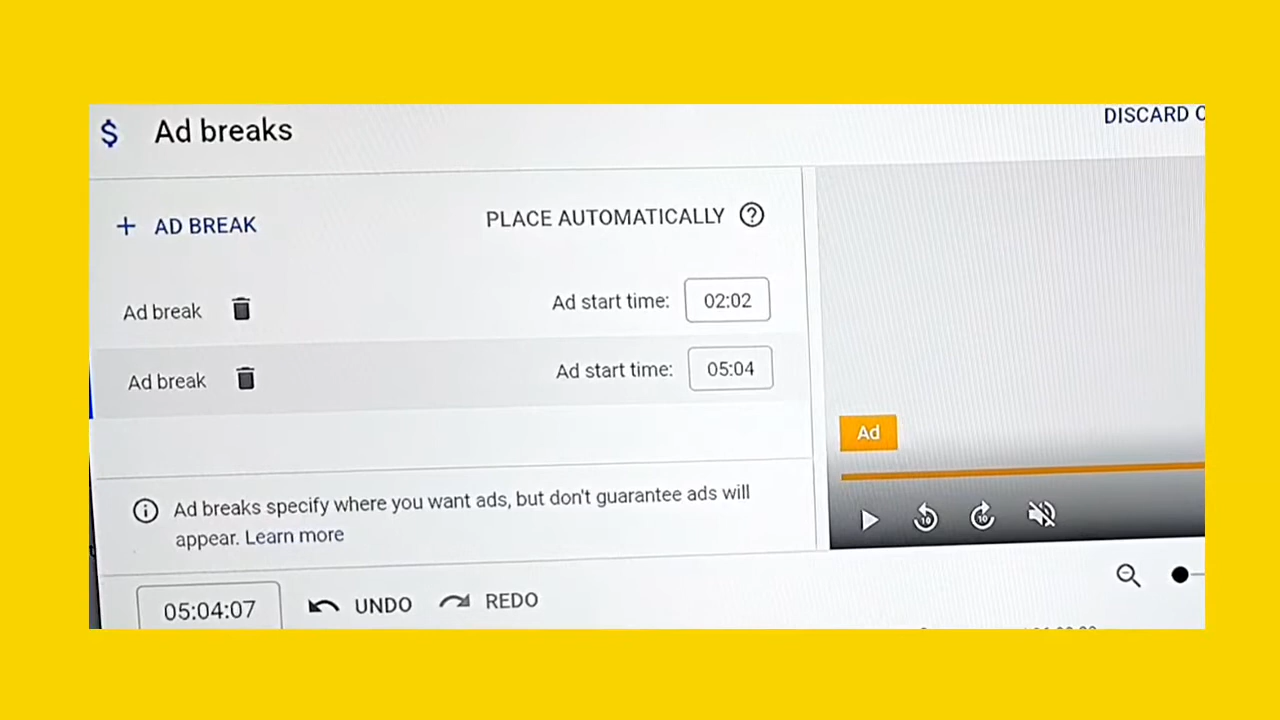 $ Ad breaks
DISCARD C
+ AD BREAK
PLACE AUTOMATICALLY ?
Ad break
Ad start time: 02:02
Ad break
Ad start time: 05:04
Ad
Ad breaks specify where you want ads, but don't guarantee ads will
appear. Learn more
10 10
05:04:07 UNDO REDO